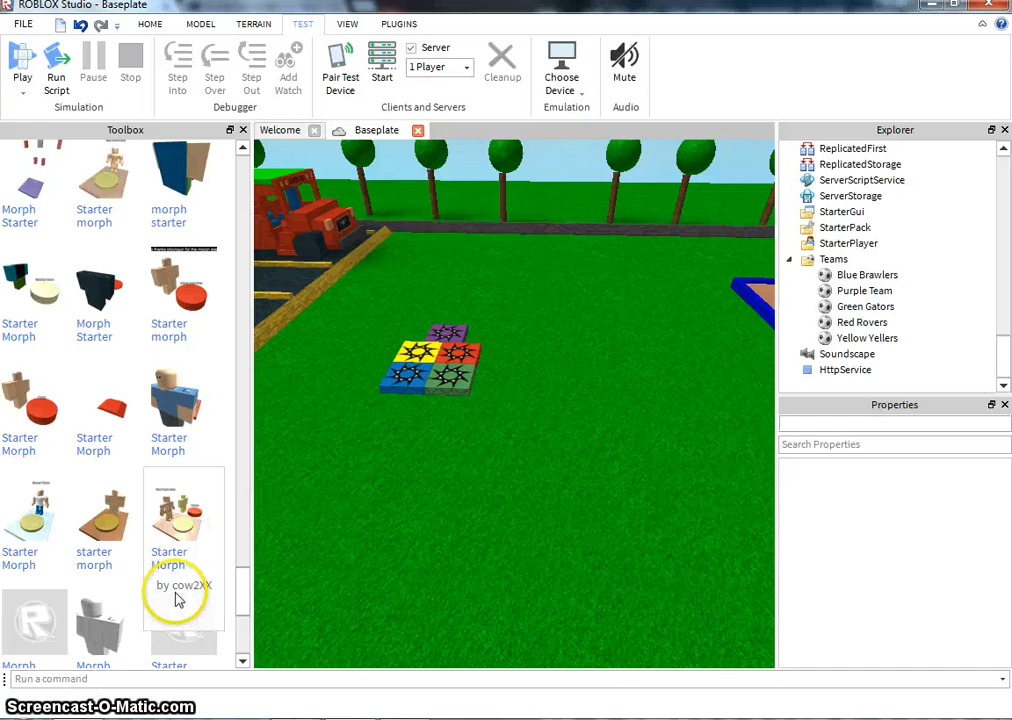 ROBLOX Studio - Baseplate
FILE HOME MODEL TERRAIN TEST VIEW PLUGINS
Play
Run Script
Pause
Stop
Simulation
Step Into
Step Over
Step Out
Add Watch
Debugger
Pair Test Device
Start
Server
1 Player
Cleanup
Clients and Servers
Choose Device
Emulation
Mute
Audio
Toolbox
Welcome
Baseplate
Explorer
Morph Starter
Starter morph
morph starter
Starter Morph
Morph Starter
Starter Morph
Starter Morph
starter Morph
Starter Morph
Starter Morph
starter morph
Starter Morph
by cow2XX
Morph
Morph
Starter
ReplicatedFirst
ReplicatedStorage
ServerScriptService
ServerStorage
StarterGui
StarterPack
StarterPlayer
Teams
Blue Brawlers
Purple Team
Green Gators
Red Rovers
Yellow Yellers
Soundscape
HttpService
Properties
Search Properties
Run a command
Screencast-O-Matic.com